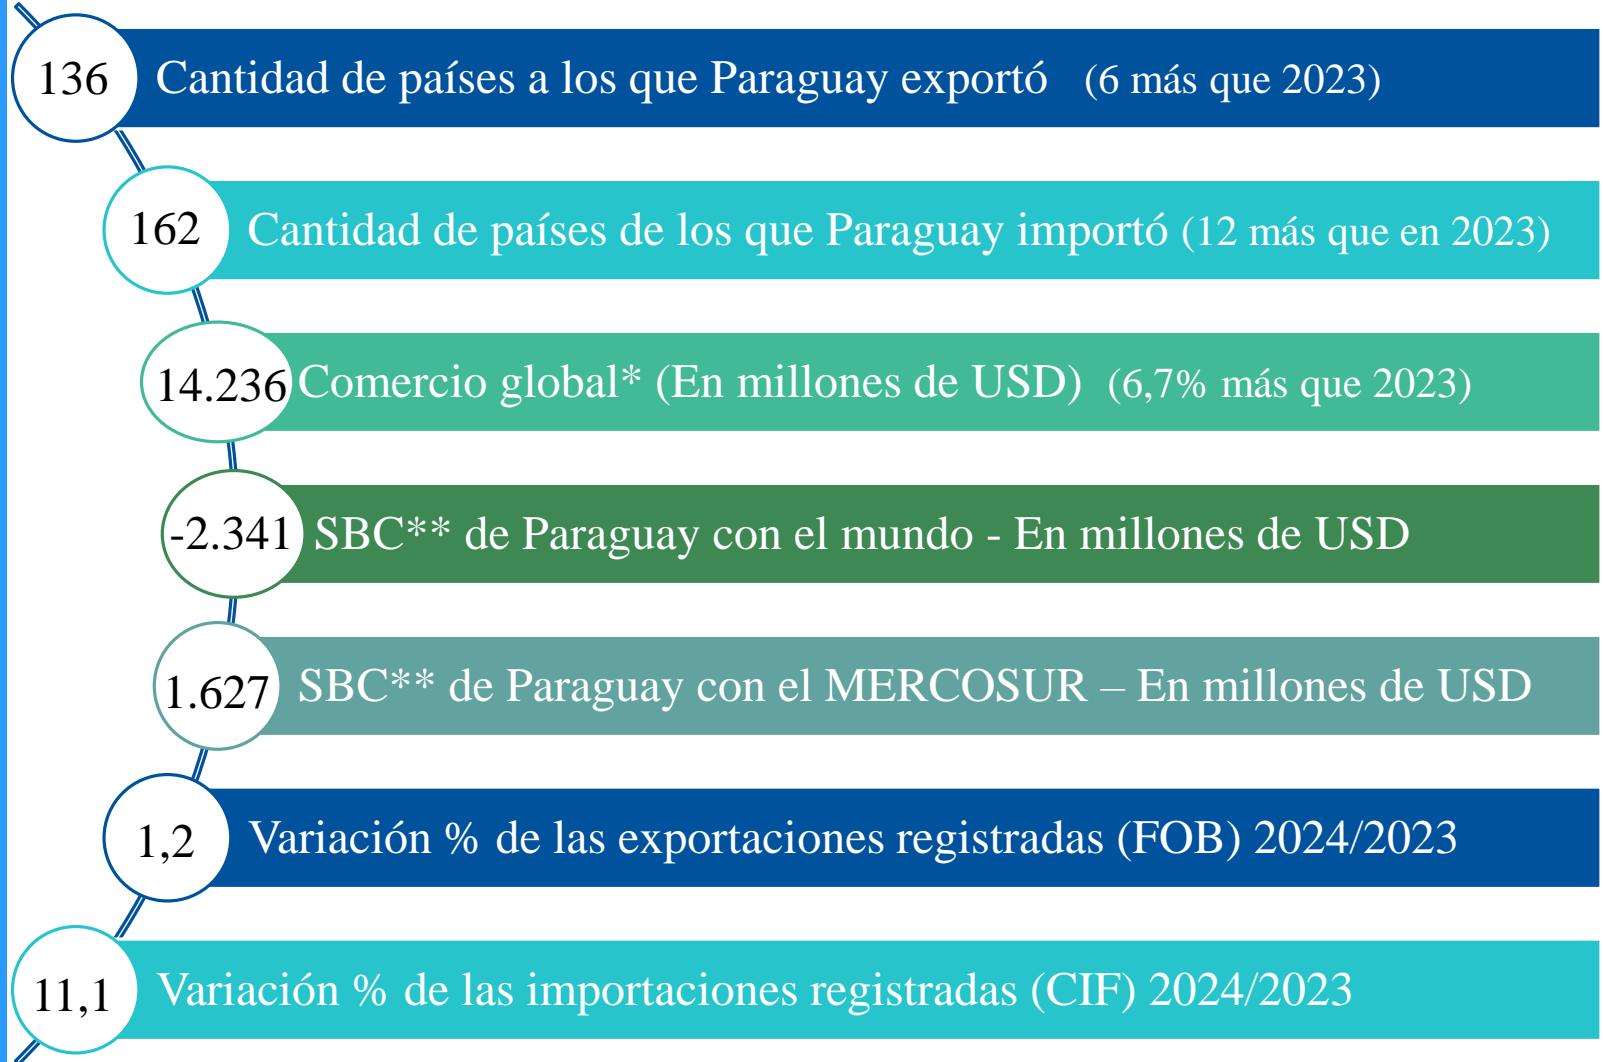 136 Cantidad de países a los que Paraguay exportó (6 más que 2023)
162 Cantidad de países de los que Paraguay importó (12 más que en 2023)
14.236 Comercio global* (En millones de USD) (6,7% más que 2023)
-2.341 SBC** de Paraguay con el mundo - En millones de USD
1.627 SBC** de Paraguay con el MERCOSUR – En millones de USD
1,2 Variación % de las exportaciones registradas (FOB) 2024/2023
11,1 Variación % de las importaciones registradas (CIF) 2024/2023